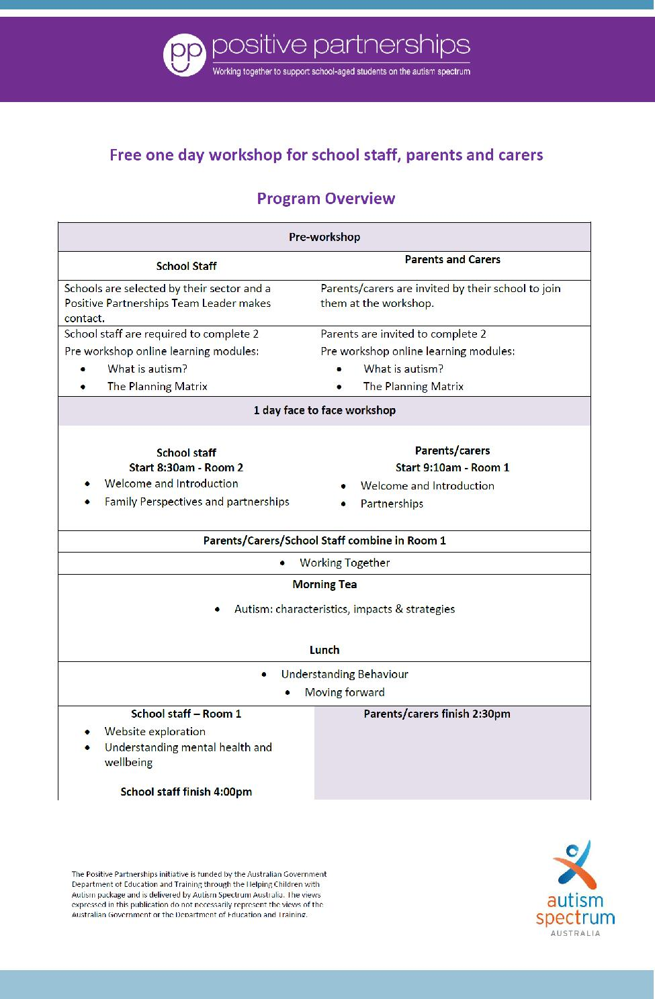 pp
positive partnerships
Working together to support school-aged students on the autism spectrum
Free one day workshop for school staff, parents and carers
Program Overview
Pre-workshop
School Staff
Parents and Carers
Schools are selected by their sector and a
Positive Partnerships Team Leader makes
contact.
Parents/carers are invited by their school to join
them at the workshop.
School staff are required to complete 2
Pre workshop online learning modules:
• What is autism?
• The Planning Matrix
Parents are invited to complete 2
Pre workshop online learning modules:
• What is autism?
• The Planning Matrix
1 day face to face workshop
School staff
Start 8:30am - Room 2
• Welcome and Introduction
• Family Perspectives and partnerships
Parents/carers
Start 9:10am - Room 1
• Welcome and Introduction
• Partnerships
Parents/Carers/School Staff combine in Room 1
• Working Together
Morning Tea
• Autism: characteristics, impacts & strategies
Lunch
• Understanding Behaviour
• Moving forward
School staff – Room 1
• Website exploration
• Understanding mental health and
wellbeing
School staff finish 4:00pm
Parents/carers finish 2:30pm
The Positive Partnerships initiative is funded by the Australian Government
Department of Education and Training through the Helping Children with
Autism package and is delivered by Autism Spectrum Australia. The views
expressed in this publication do not necessarily represent the views of the
Australian Government or the Department of Education and Training.
autism
spectrum
AUSTRALIA